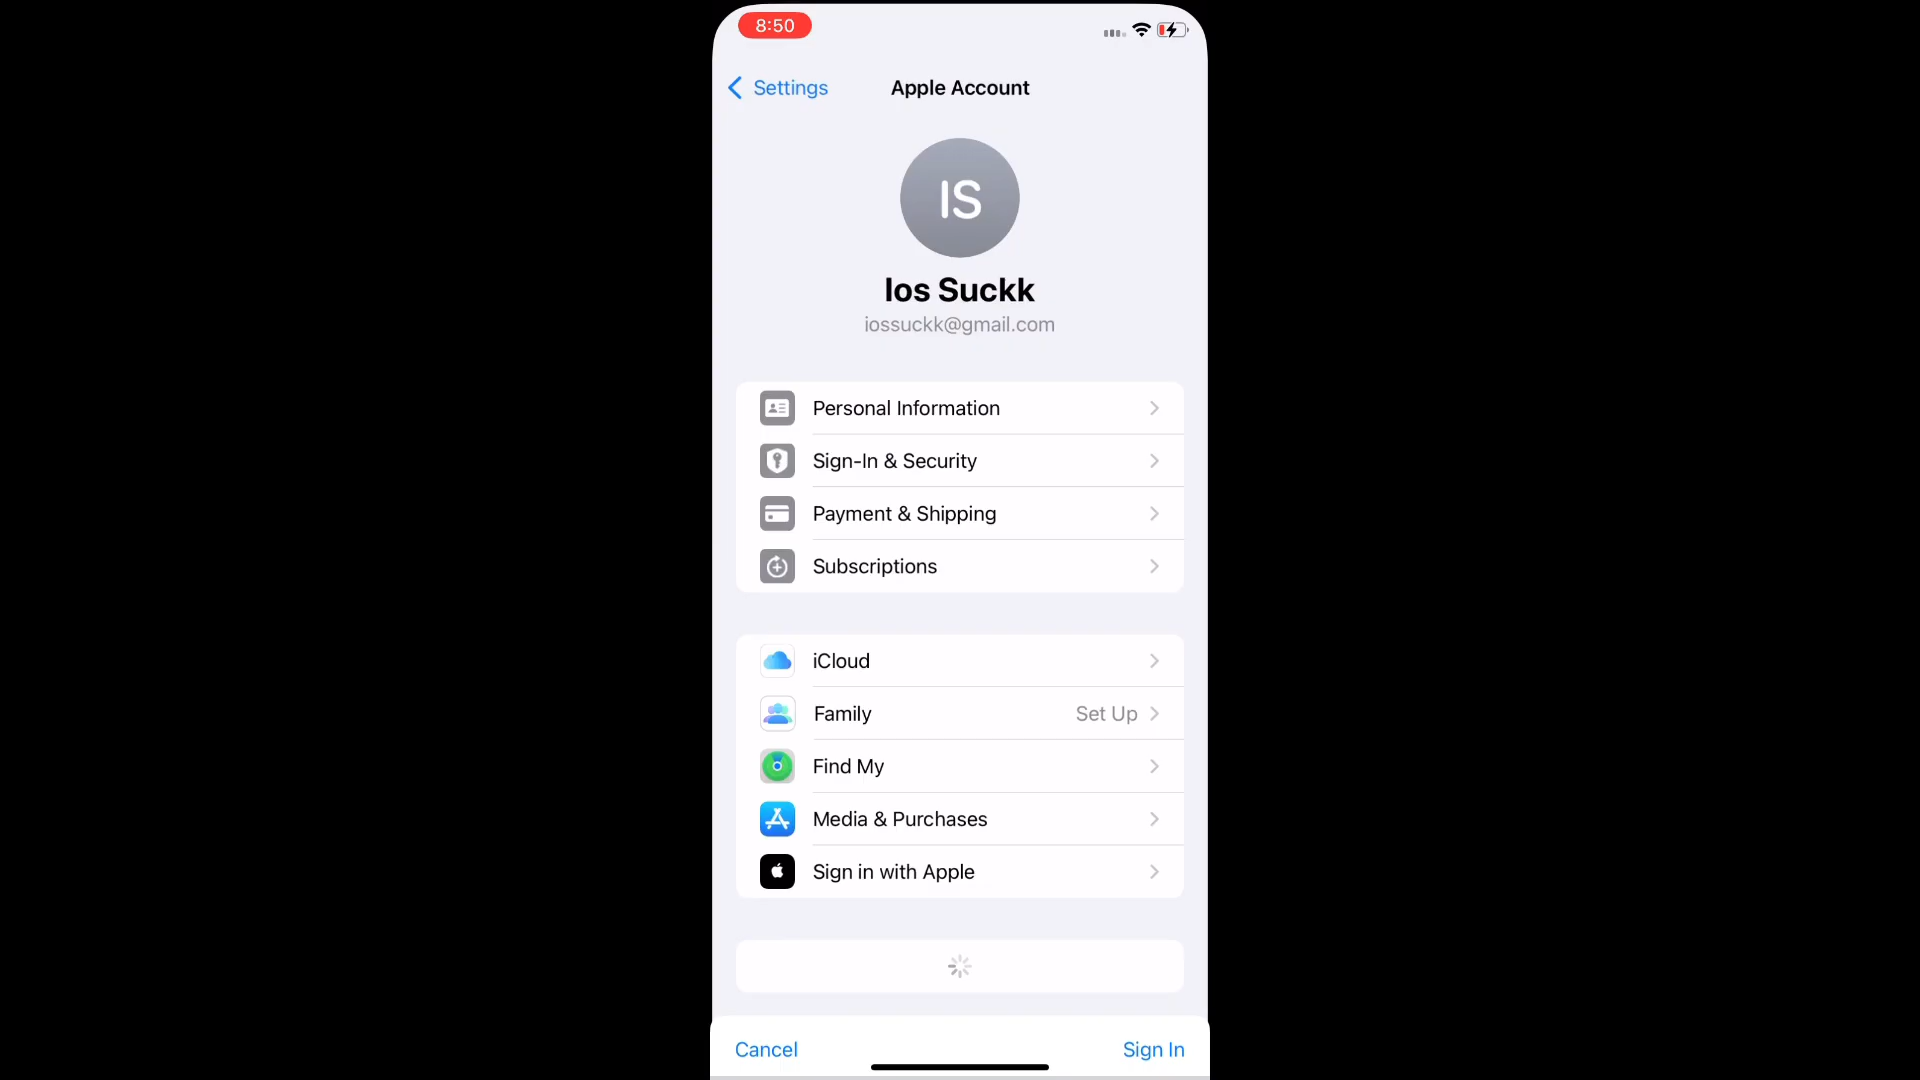 8:50
Settings
Apple Account
IS
Ios Suckk
iossuckk@gmail.com
Personal Information
Sign-In & Security
Payment & Shipping
Subscriptions
iCloud
Family Set Up
Find My
Media & Purchases
Sign in with Apple
Cancel Sign In